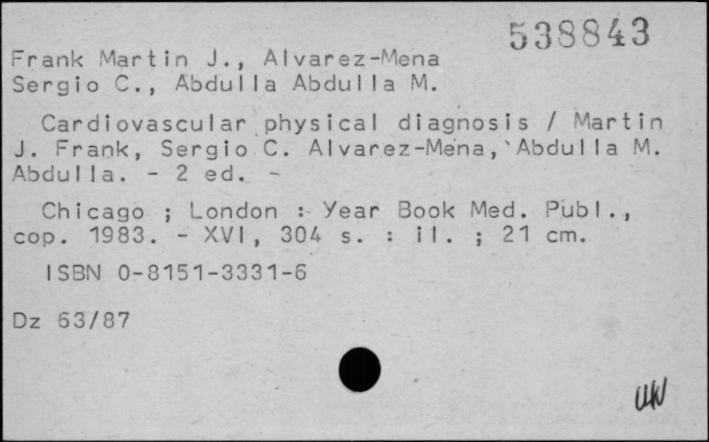 538843
Frank Martin J., Alvarez-Mena
Sergio C., Abdulla Abdulla M.
Cardiovascular physical diagnosis / Martin
J. Frank, Sergio C. Alvarez-Mena, Abdulla M.
Abdulla. - 2 ed. -
Chicago ; London : Year Book Med. Publ.,
cop. 1983. - XVI, 304 s. : il. ; 21 cm.
ISBN 0-8151-3331-6
Dz 63/87